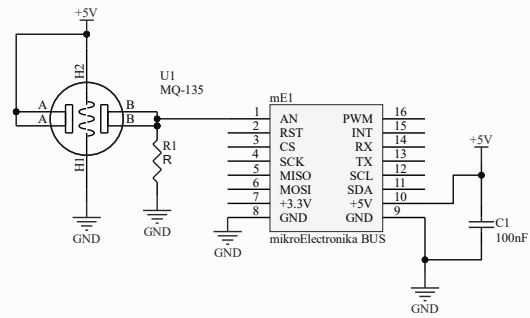 +5V
H2
U1
MQ-135
A
B
A
B
H1
GND
R1
R
GND
mE1
1 AN PWM 16
2 RST INT 15
3 CS RX 14
4 SCK TX 13
5 MISO SCL 12
6 MOSI SDA 11
7 +3.3V +5V 10
8 GND GND 9
mikroElectronika BUS
GND
+5V
C1
100nF
GND